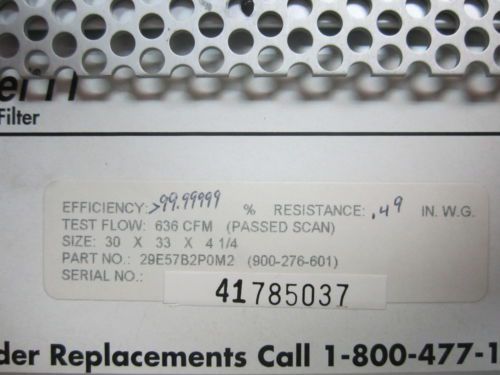 Filter
EFFICIENCY: >99.99999 % RESISTANCE: .49 IN. W.G.
TEST FLOW: 636 CFM (PASSED SCAN)
SIZE: 30 X 33 X 4 1/4
PART NO.: 29E57B2P0M2 (900-276-601)
SERIAL NO.: 41785037
der Replacements Call 1-800-477-1